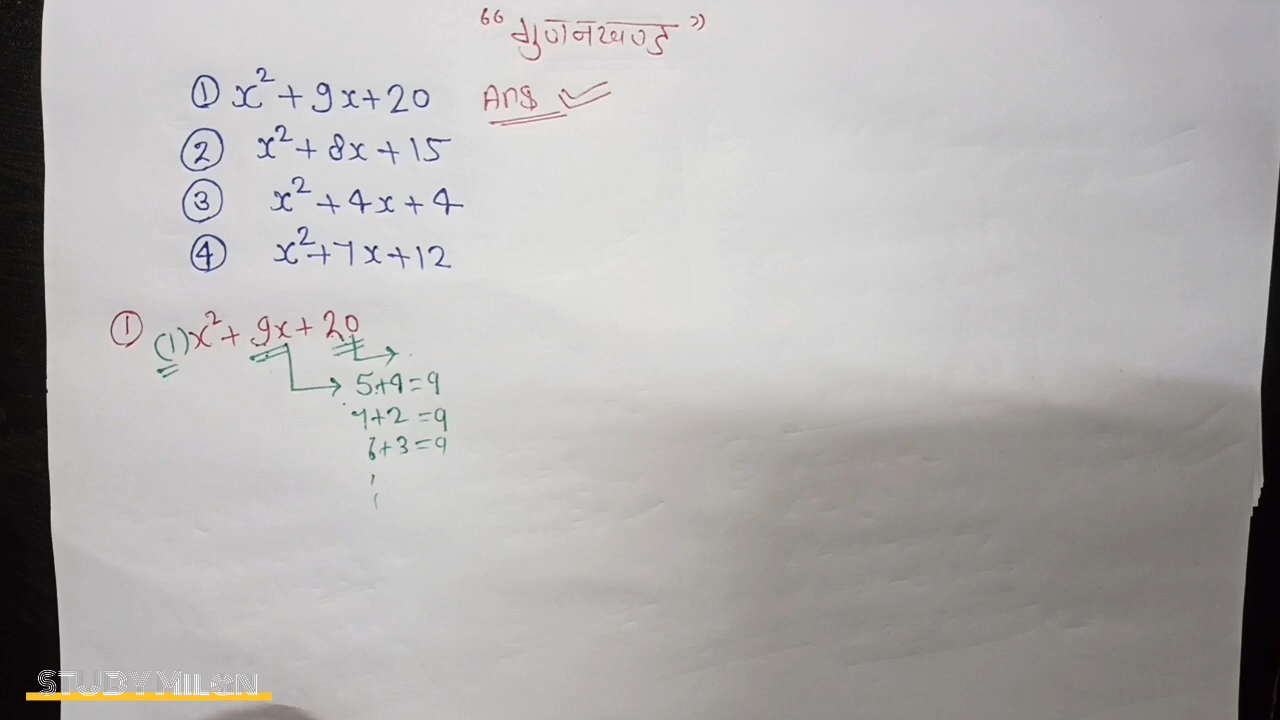 “गुणनखण्ड”
① x² + 9x + 20 Ans ✓
② x² + 8x + 15
③ x² + 4x + 4
④ x² + 7x + 12
① (1)x² + 9x + 20
5+4=9
7+2=9
6+3=9
STUDY MILAN